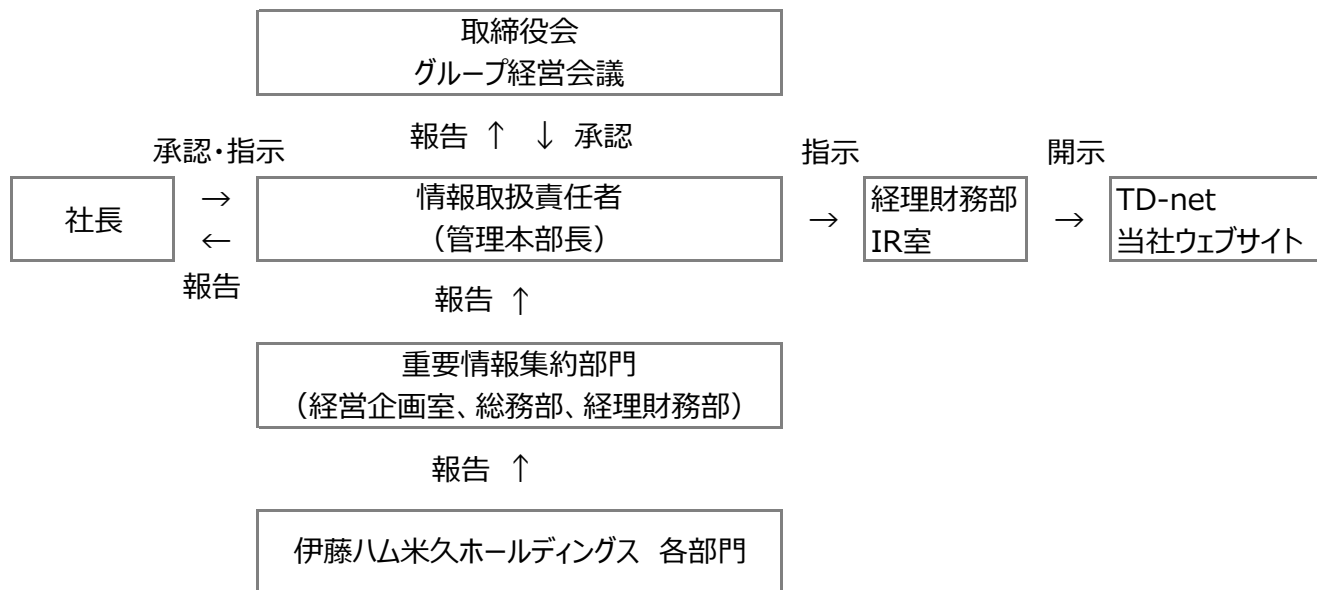 取締役会
グループ経営会議
報告 ↑ ↓ 承認
承認・指示
指示
開示
社長
→
←
報告
情報取扱責任者
（管理本部長）
→
経理財務部
IR室
→
TD-net
当社ウェブサイト
報告 ↑
重要情報集約部門
（経営企画室、総務部、経理財務部）
報告 ↑
伊藤ハム米久ホールディングス 各部門